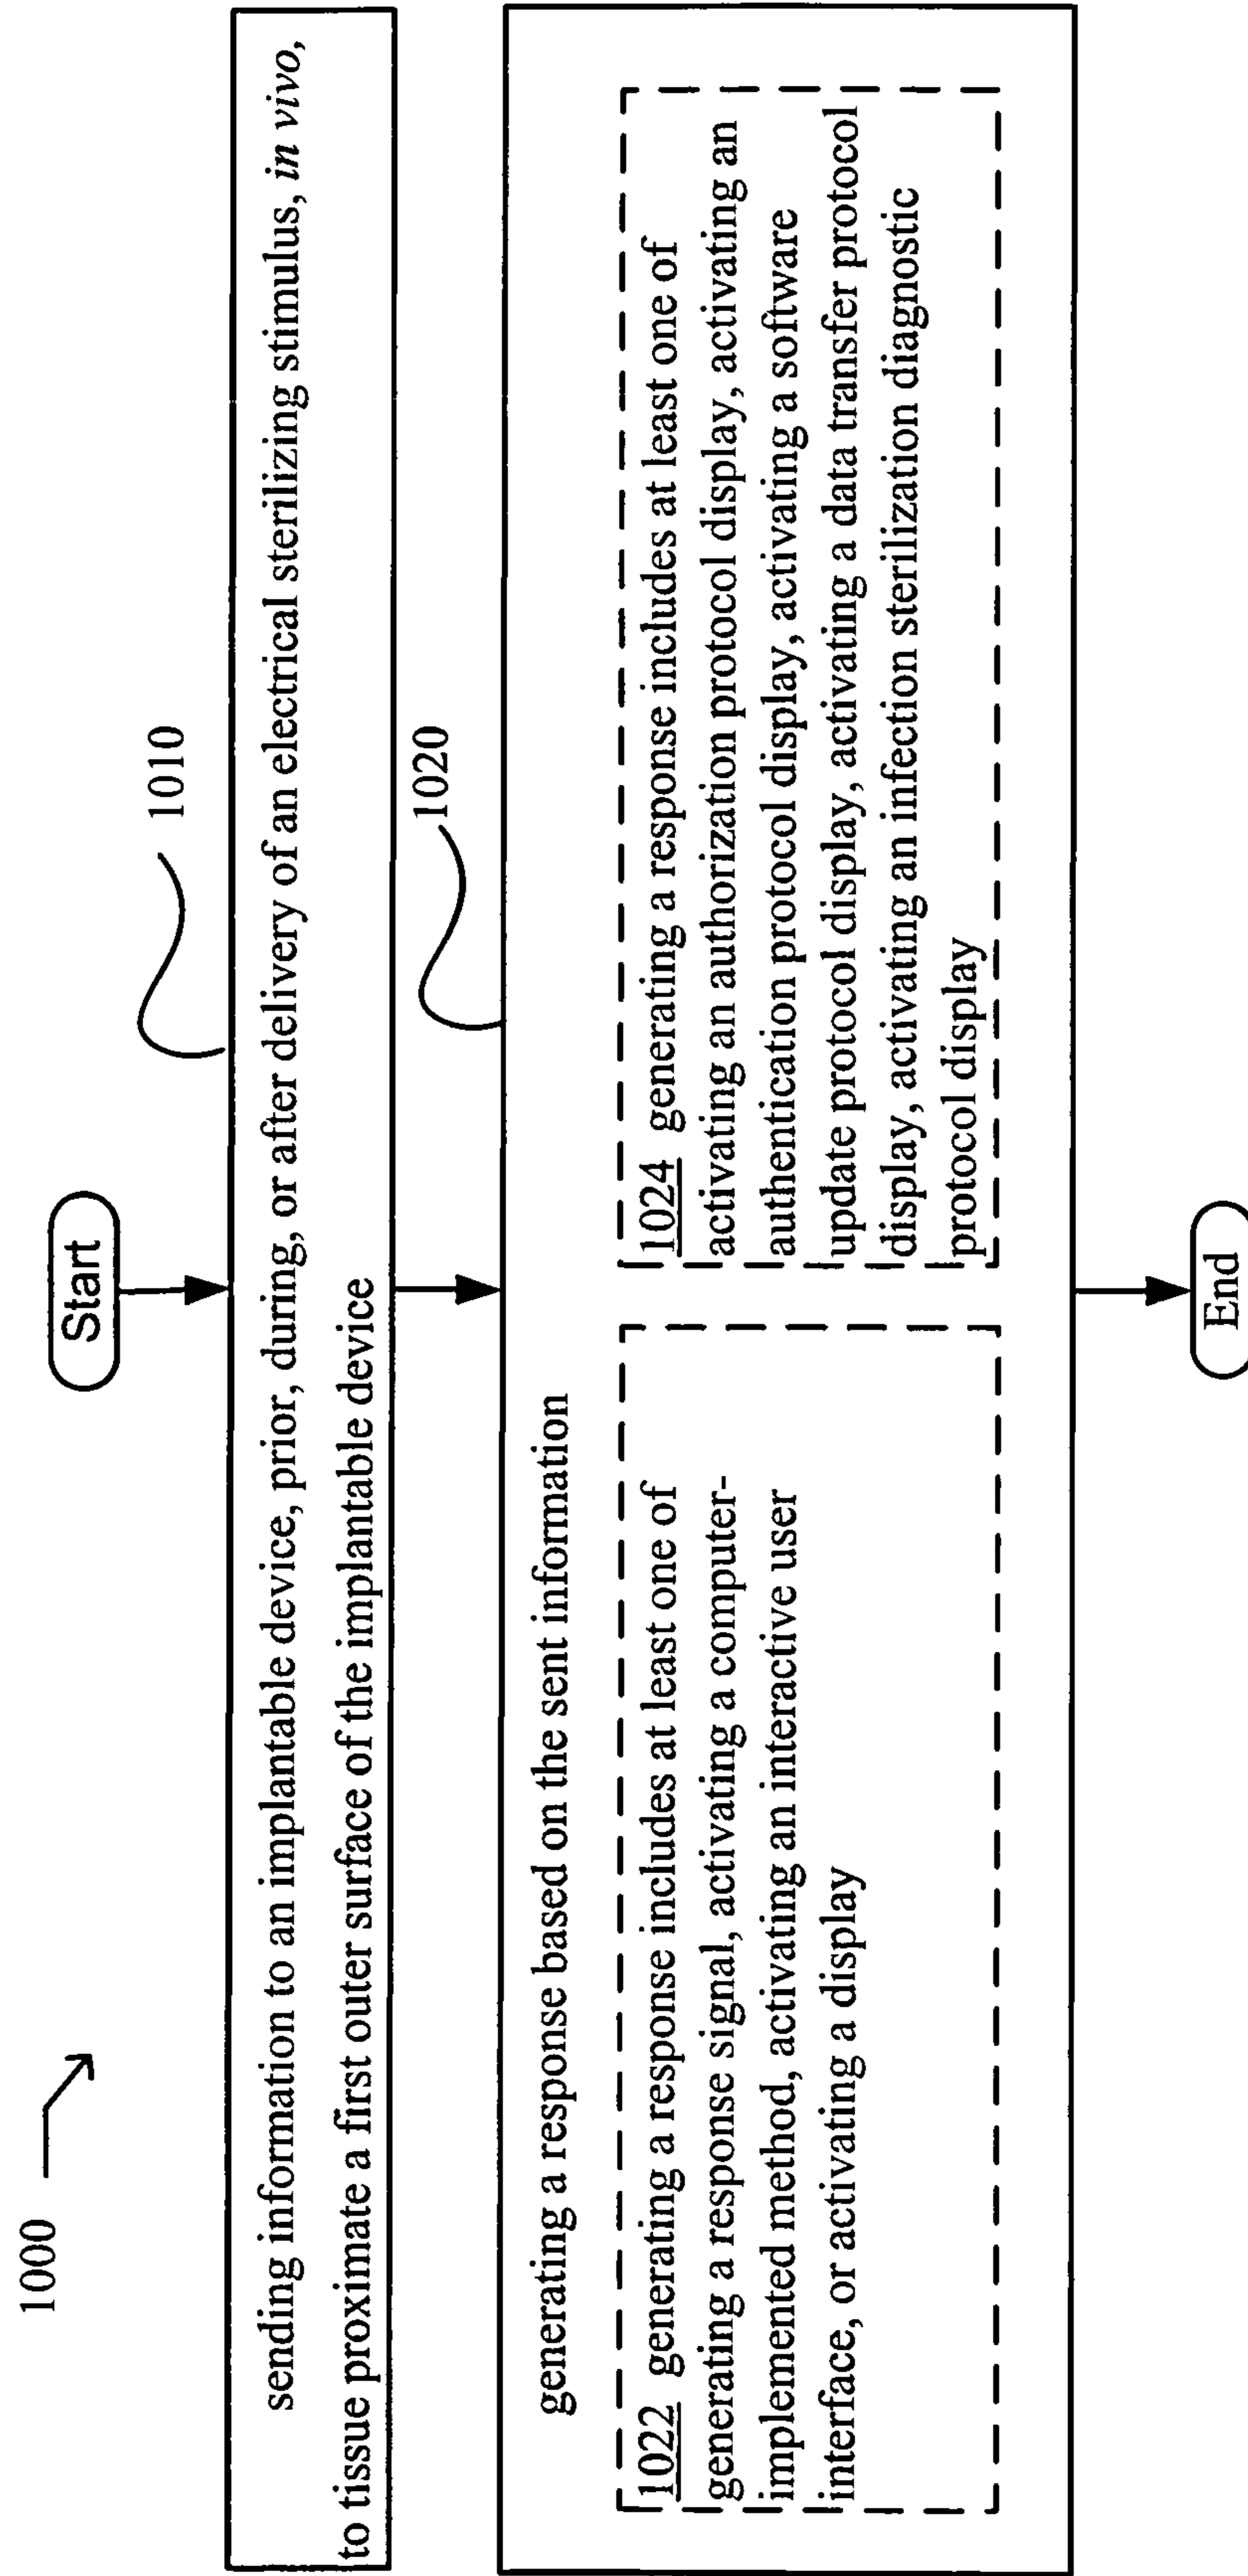 1000
Start
1010
sending information to an implantable device, prior, during, or after delivery of an electrical sterilizing stimulus, in vivo,
to tissue proximate a first outer surface of the implantable device
1020
generating a response based on the sent information
1022 generating a response includes at least one of
generating a response signal, activating a computer-
implemented method, activating an interactive user
interface, or activating a display
1024 generating a response includes at least one of
activating an authorization protocol display, activating an
authentication protocol display, activating a software
update protocol display, activating a data transfer protocol
display, activating an infection sterilization diagnostic
protocol display
End